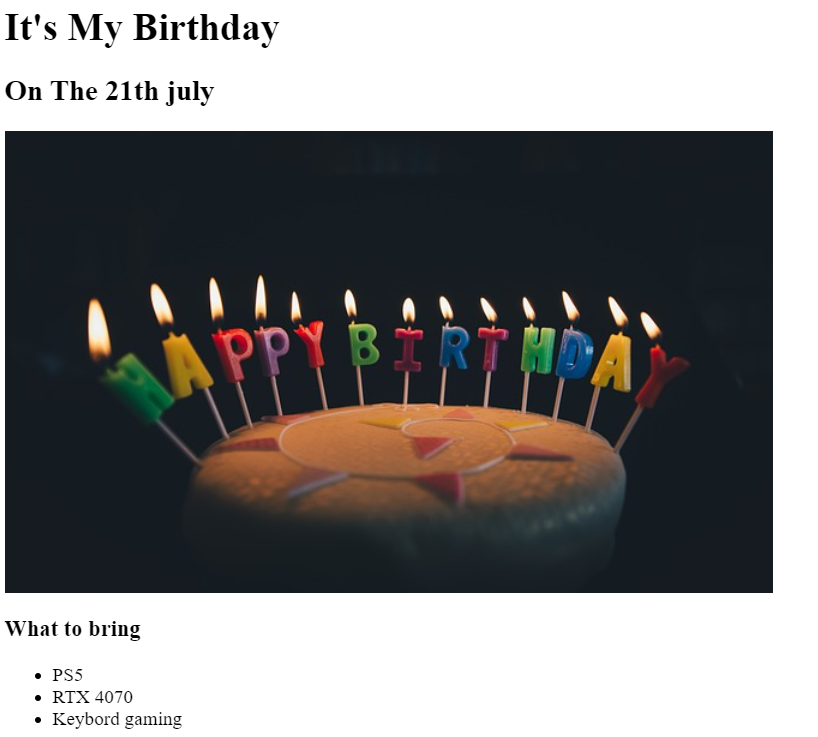 It's My Birthday
On The 21th july
HAPPY BIRTHDAY
What to bring
PS5
RTX 4070
Keybord gaming